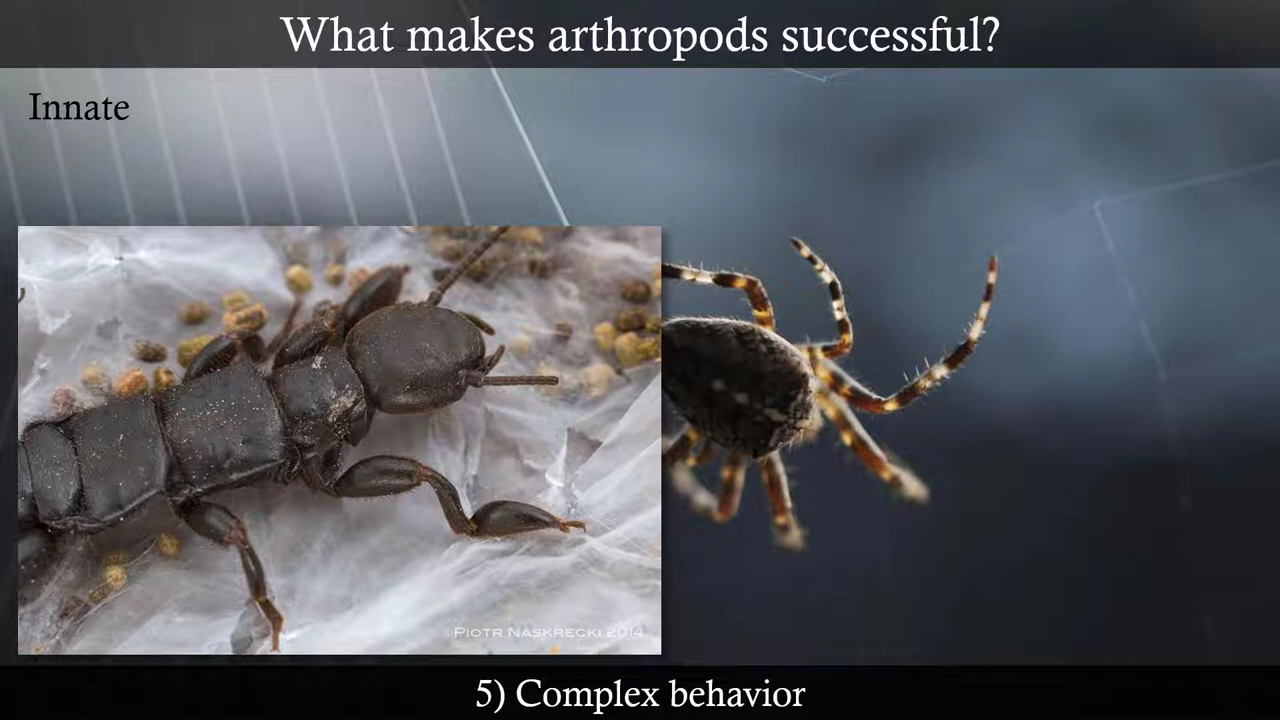 What makes arthropods successful?
Innate
©Piotr Naskrecki 2014
5) Complex behavior